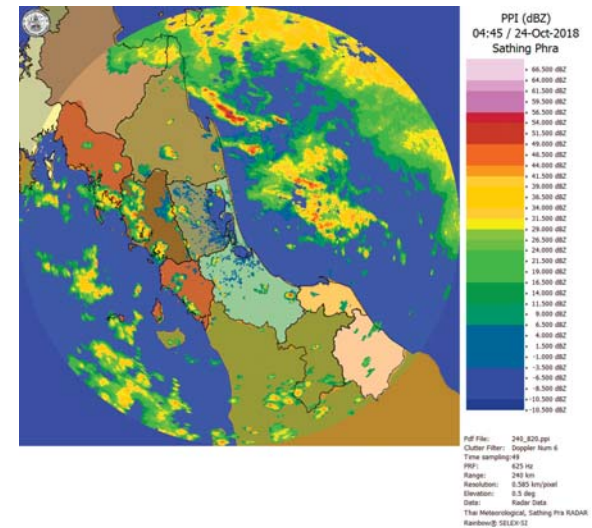 PPI (dBZ)
04:45 / 24-Oct-2018
Sathing Phra
66.500 dBZ
64.000 dBZ
61.500 dBZ
59.500 dBZ
56.500 dBZ
54.000 dBZ
51.500 dBZ
49.000 dBZ
46.500 dBZ
44.000 dBZ
41.500 dBZ
39.000 dBZ
36.500 dBZ
34.000 dBZ
31.500 dBZ
29.000 dBZ
26.500 dBZ
24.000 dBZ
21.500 dBZ
19.000 dBZ
16.500 dBZ
14.000 dBZ
11.500 dBZ
9.000 dBZ
6.500 dBZ
4.000 dBZ
1.500 dBZ
-1.000 dBZ
-3.500 dBZ
-6.500 dBZ
-8.500 dBZ
-10.500 dBZ
-10.500 dBZ
Pdf File: 240_820.ppi
Clutter Filter: Doppler Num 6
Time sampling:49
PRF: 625 Hz
Range: 240 km
Resolution: 0.585 km/pixel
Elevation: 0.5 deg
Data: Radar Data
Thai Meteorological, Sathing Pra RADAR
Rainbow® SELEX-SI